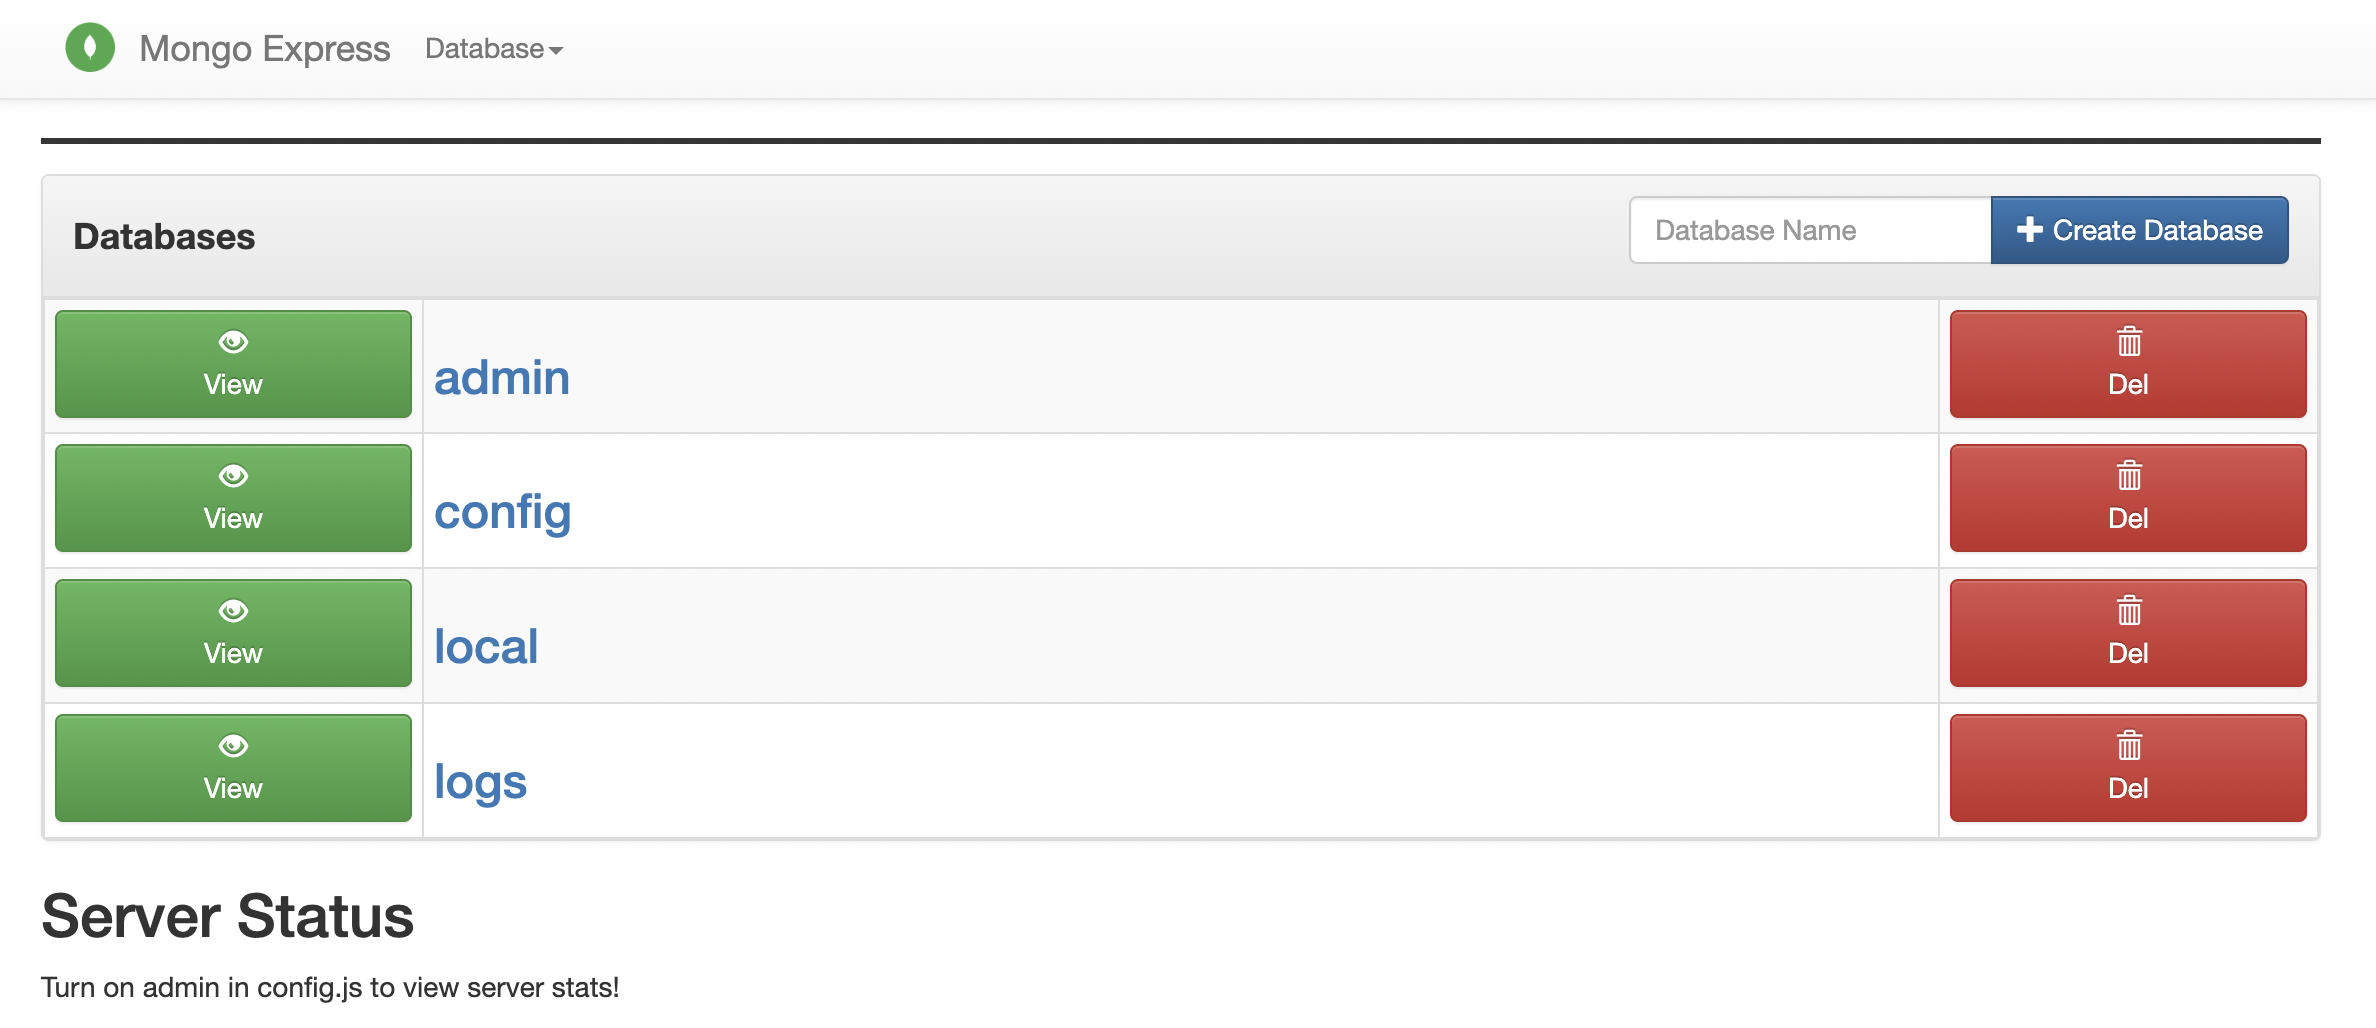 Mongo Express Database
Databases
Database Name Create Database
View admin Del
View config Del
View local Del
View logs Del
Server Status
Turn on admin in config.js to view server stats!